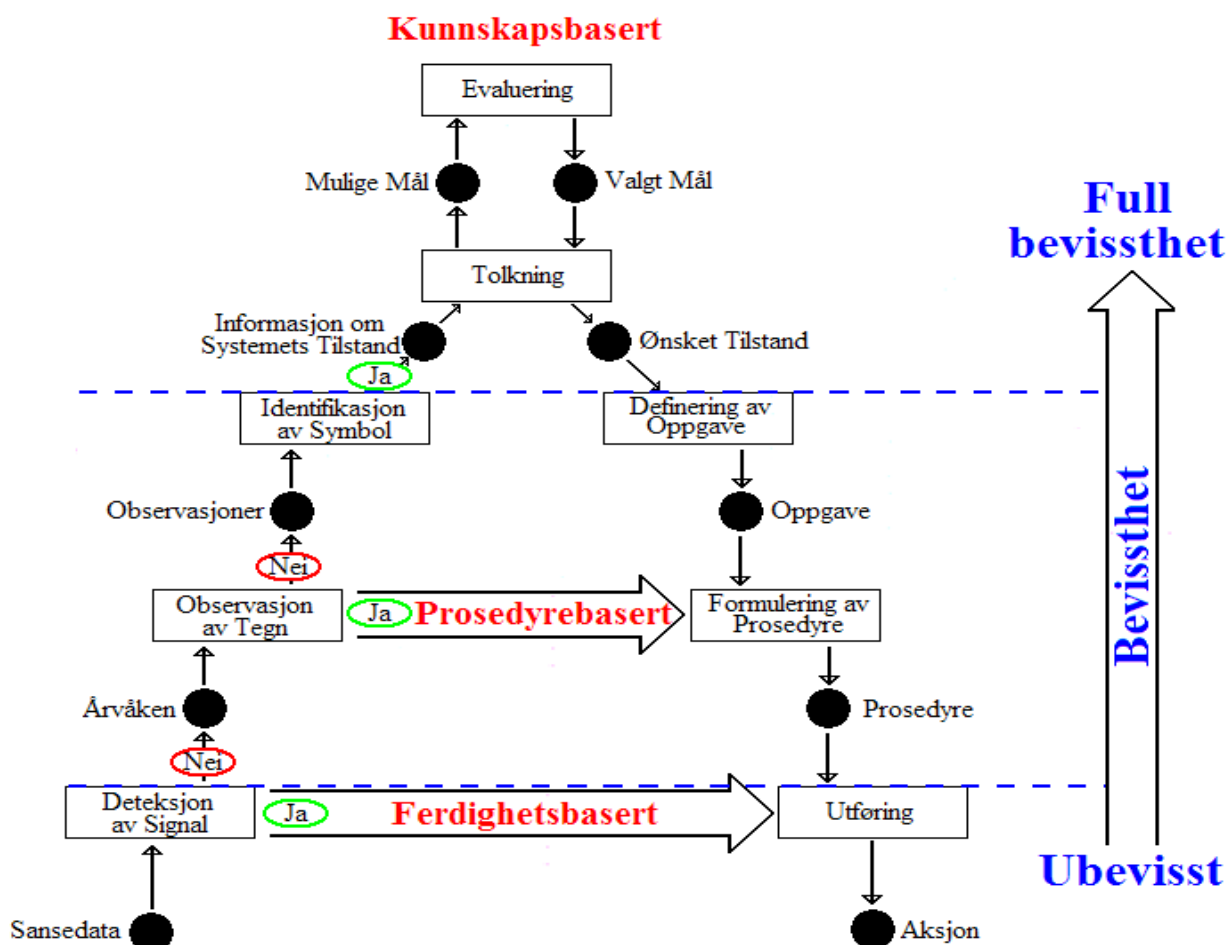 Kunnskapsbasert
Evaluering
Mulige Mål
Valgt Mål
Full
bevissthet
Tolkning
Informasjon om
Systemets Tilstand
Ønsket Tilstand
Ja
Identifikasjon
av Symbol
Definering av
Oppgave
Observasjoner
Oppgave
Bevissthet
Nei
Observasjon
av Tegn
Ja
Prosedyrebasert
Formulering av
Prosedyre
Årvåken
Prosedyre
Nei
Deteksjon
av Signal
Ja
Ferdighetsbasert
Utføring
Ubevisst
Sansedata
Aksjon